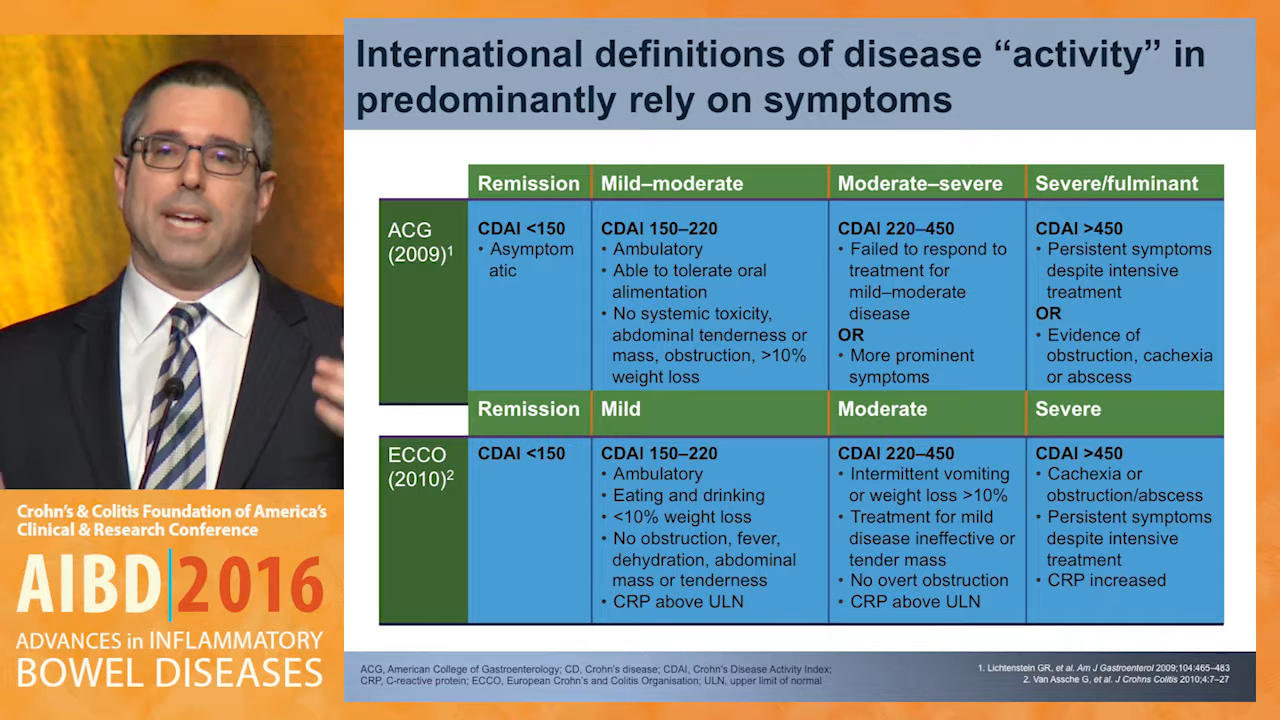 International definitions of disease “activity” in
predominantly rely on symptoms
Remission Mild–moderate Moderate–severe Severe/fulminant
ACG
(2009)1
CDAI <150
• Asymptom
atic
CDAI 150–220
• Ambulatory
• Able to tolerate oral
alimentation
• No systemic toxicity,
abdominal tenderness or
mass, obstruction, >10%
weight loss
CDAI 220–450
• Failed to respond to
treatment for
mild–moderate
disease
OR
• More prominent
symptoms
CDAI >450
• Persistent symptoms
despite intensive
treatment
OR
• Evidence of
obstruction, cachexia
or abscess
Remission Mild Moderate Severe
ECCO
(2010)2
CDAI <150
CDAI 150–220
• Ambulatory
• Eating and drinking
• <10% weight loss
• No obstruction, fever,
dehydration, abdominal
mass or tenderness
• CRP above ULN
CDAI 220–450
• Intermittent vomiting
or weight loss >10%
• Treatment for mild
disease ineffective or
tender mass
• No overt obstruction
• CRP above ULN
CDAI >450
• Cachexia or
obstruction/abscess
• Persistent symptoms
despite intensive
treatment
• CRP increased
ACG, American College of Gastroenterology; CD, Crohn’s disease; CDAI, Crohn’s Disease Activity Index;
CRP, C-reactive protein; ECCO, European Crohn’s and Colitis Organisation; ULN, upper limit of normal
1. Lichtenstein GR, et al. Am J Gastroenterol 2009;104:465–483
2. Van Assche G, et al. J Crohns Colitis 2010;4:7–27
Crohn’s & Colitis Foundation of America’s
Clinical & Research Conference
AIBD 2016
ADVANCES in INFLAMMATORY
BOWEL DISEASES